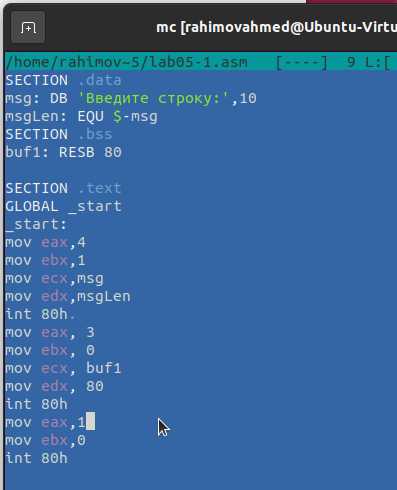 mc [rahimovahmed@Ubuntu-Virtu
/home/rahimov~5/lab05-1.asm [----] 9 L:[
SECTION .data
msg: DB 'Введите строку:',10
msgLen: EQU $-msg
SECTION .bss
buf1: RESB 80
SECTION .text
GLOBAL _start
_start:
mov eax,4
mov ebx,1
mov ecx,msg
mov edx,msgLen
int 80h.
mov eax, 3
mov ebx, 0
mov ecx, buf1
mov edx, 80
int 80h
mov eax,1
mov ebx,0
int 80h